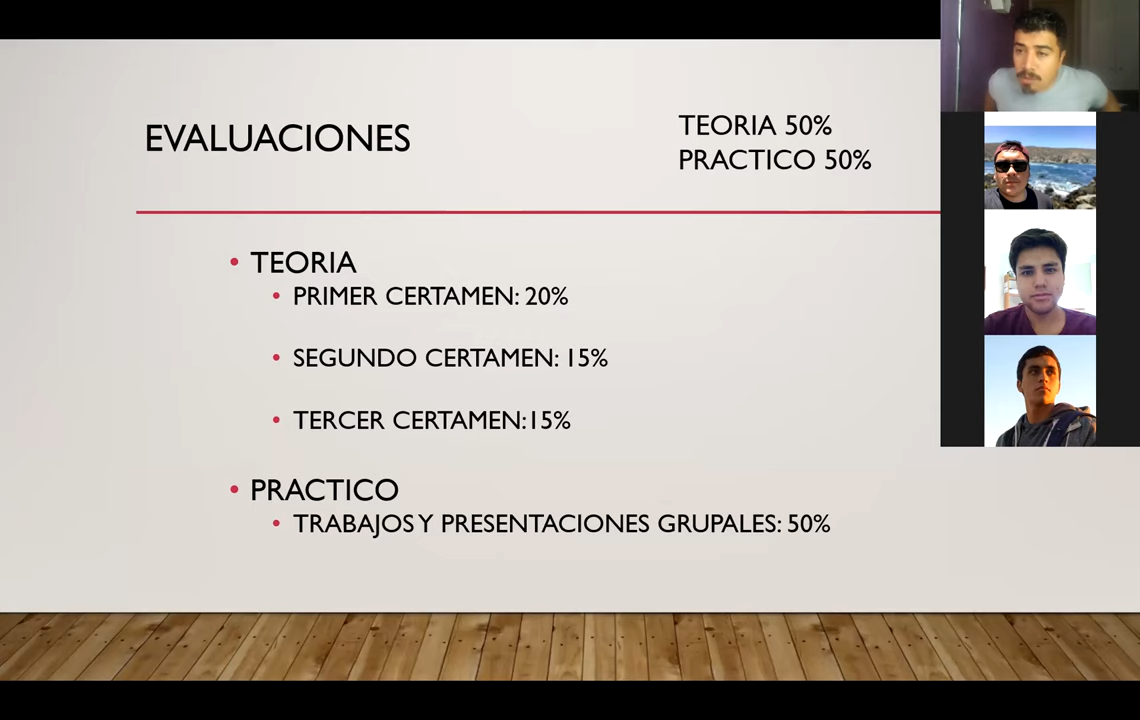 EVALUACIONES
TEORIA 50%
PRACTICO 50%
• TEORIA
• PRIMER CERTAMEN: 20%
• SEGUNDO CERTAMEN: 15%
• TERCER CERTAMEN:15%
• PRACTICO
• TRABAJOS Y PRESENTACIONES GRUPALES: 50%